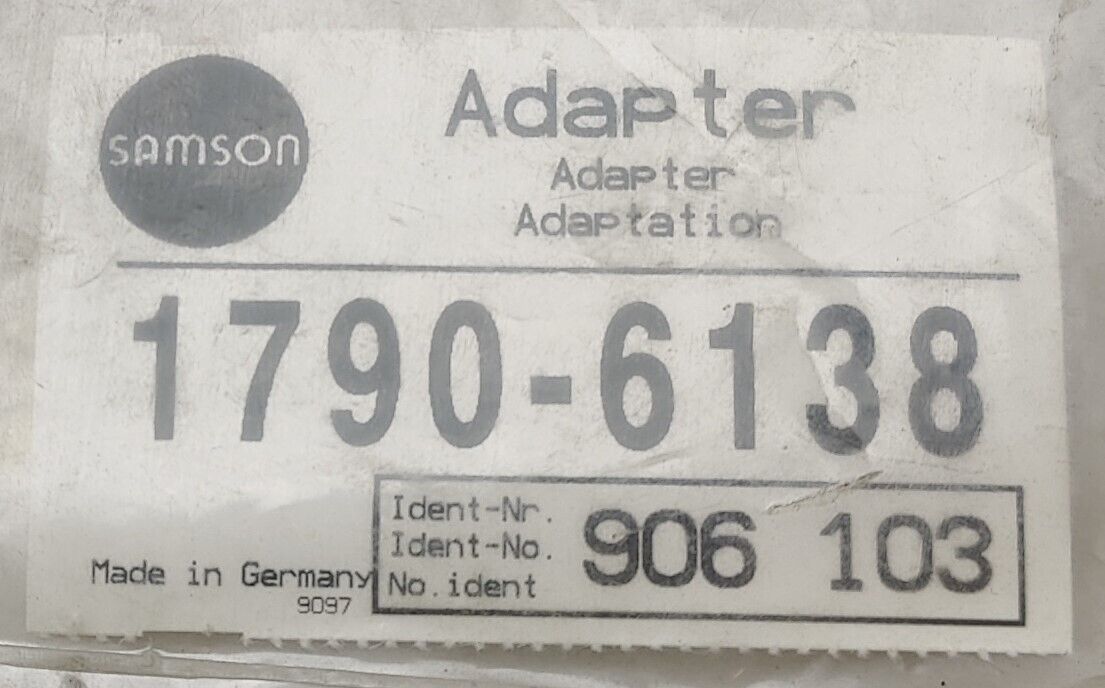 SAMSON
Adapter
Adapter
Adaptation
1790-6138
Ident-Nr.
Ident-No.
No.ident
906 103
Made in Germany
9097